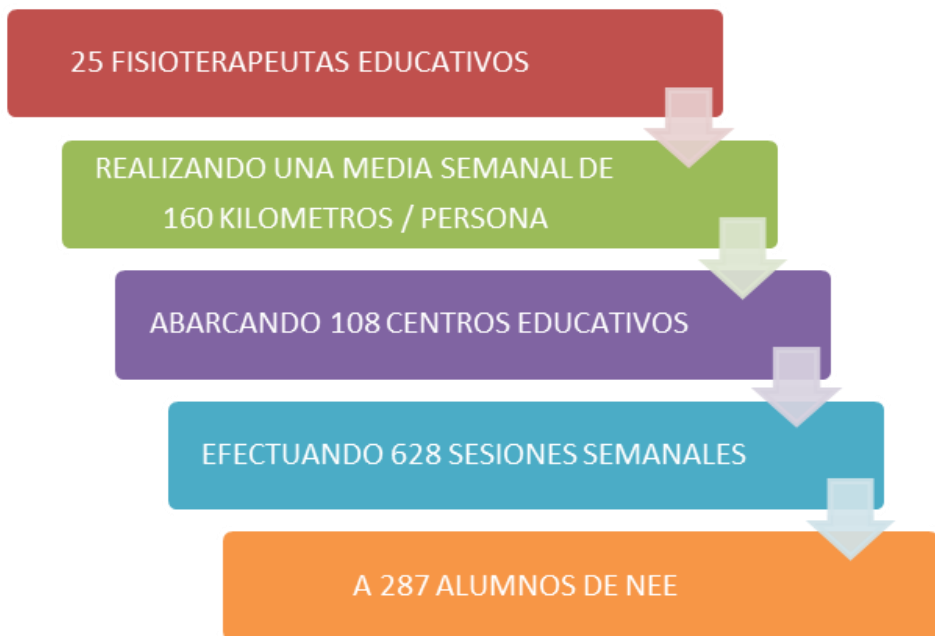 25 FISIOTERAPEUTAS EDUCATIVOS
REALIZANDO UNA MEDIA SEMANAL DE
160 KILOMETROS / PERSONA
ABARCANDO 108 CENTROS EDUCATIVOS
EFECTUANDO 628 SESIONES SEMANALES
A 287 ALUMNOS DE NEE